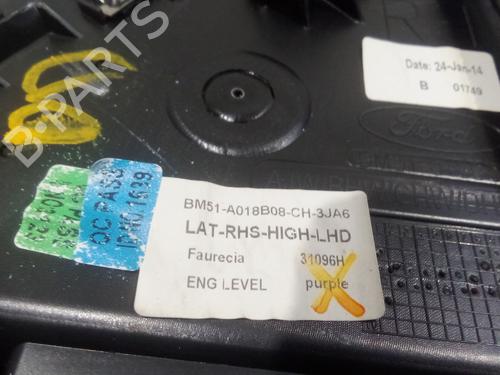 Date: 24-Jan-14
B 01749
Ford
B-PARTS
QC PASS
BM51-A018B08-CH-3JA6
LAT-RHS-HIGH-LHD
Faurecia 31096H
ENG LEVEL purple